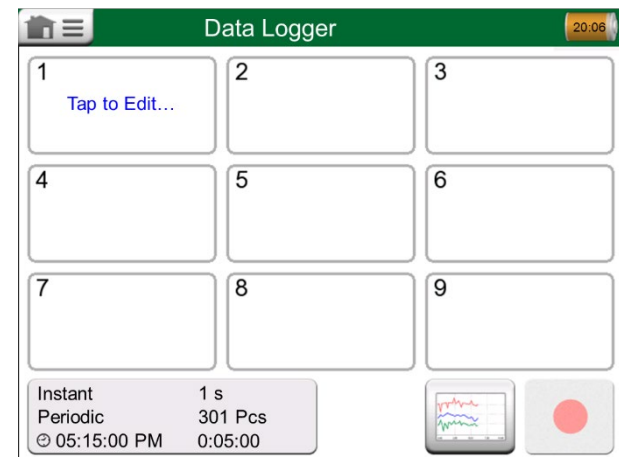 Data Logger
20:06
1
Tap to Edit...
2
3
4
5
6
7
8
9
Instant 1 s
Periodic 301 Pcs
05:15:00 PM 0:05:00